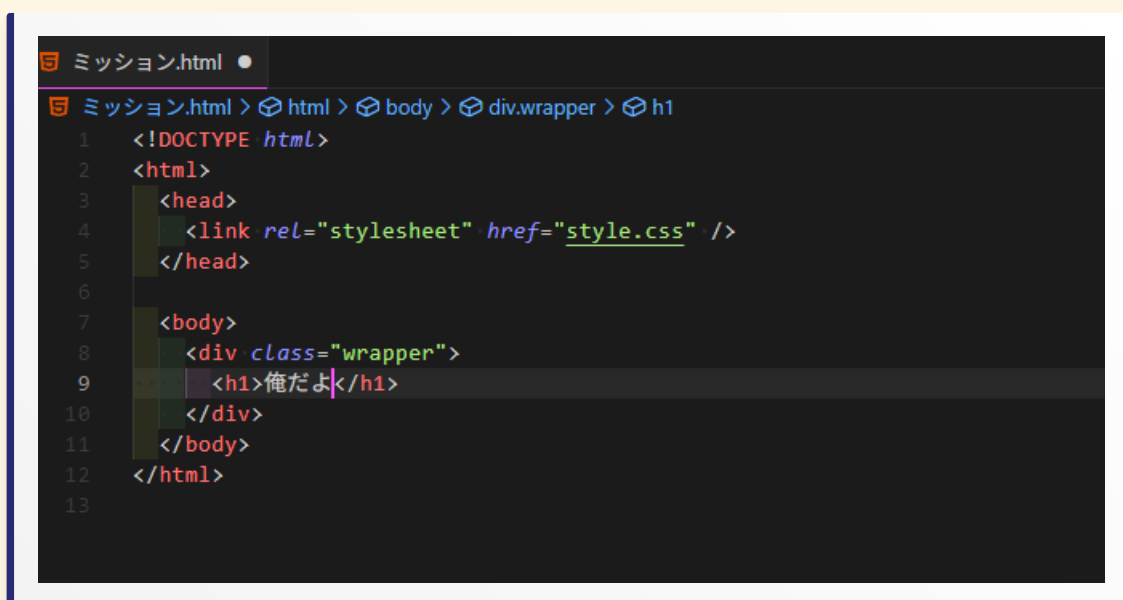 ミッション.html ●
ミッション.html > html > body > div.wrapper > h1
1 <!DOCTYPE html>
2 <html>
3 <head>
4 <link rel="stylesheet" href="style.css" />
5 </head>
6
7 <body>
8 <div class="wrapper">
9 <h1>俺だよ</h1>
10 </div>
11 </body>
12 </html>
13